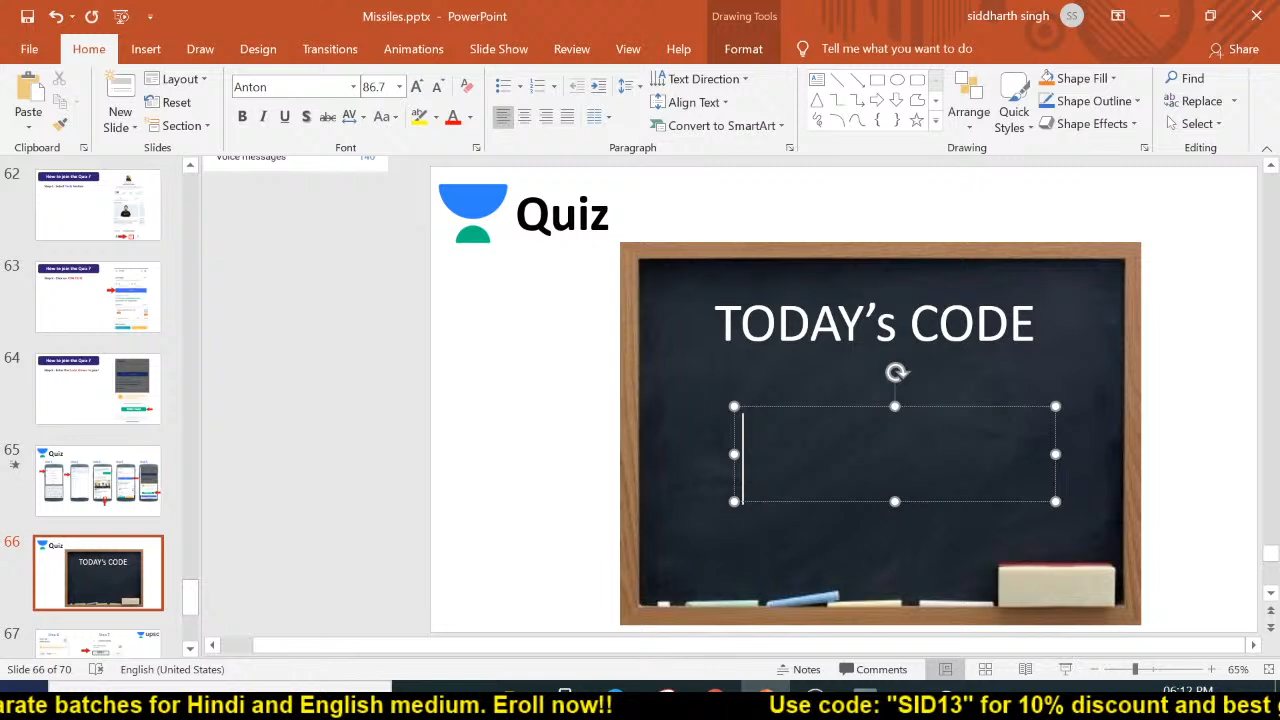 Missiles.pptx - PowerPoint
Drawing Tools
siddharth singh
SS
File Home Insert Draw Design Transitions Animations Slide Show Review View Help Format Tell me what you want to do Share
Paste
Clipboard
New Slide
Layout
Reset
Section
Slides
Anton 86.7
B I U S abc AV Aa A
Font
Text Direction
Align Text
Convert to SmartArt
Paragraph
Arrange
Quick Styles
Shape Fill
Shape Outline
Shape Effects
Drawing
Find
Replace
Select
Editing
Voice messages 140
62
How to join the Quiz ?
63
How to join the Quiz ?
64
How to join the Quiz ?
65
Quiz
66
Quiz
TODAY's CODE
67
upsc
Quiz
TODAY's CODE
Slide 66 of 70 English (United States) Notes Comments 65%
06:12 PM
arate batches for Hindi and English medium. Eroll now!! Use code: "SID13" for 10% discount and best